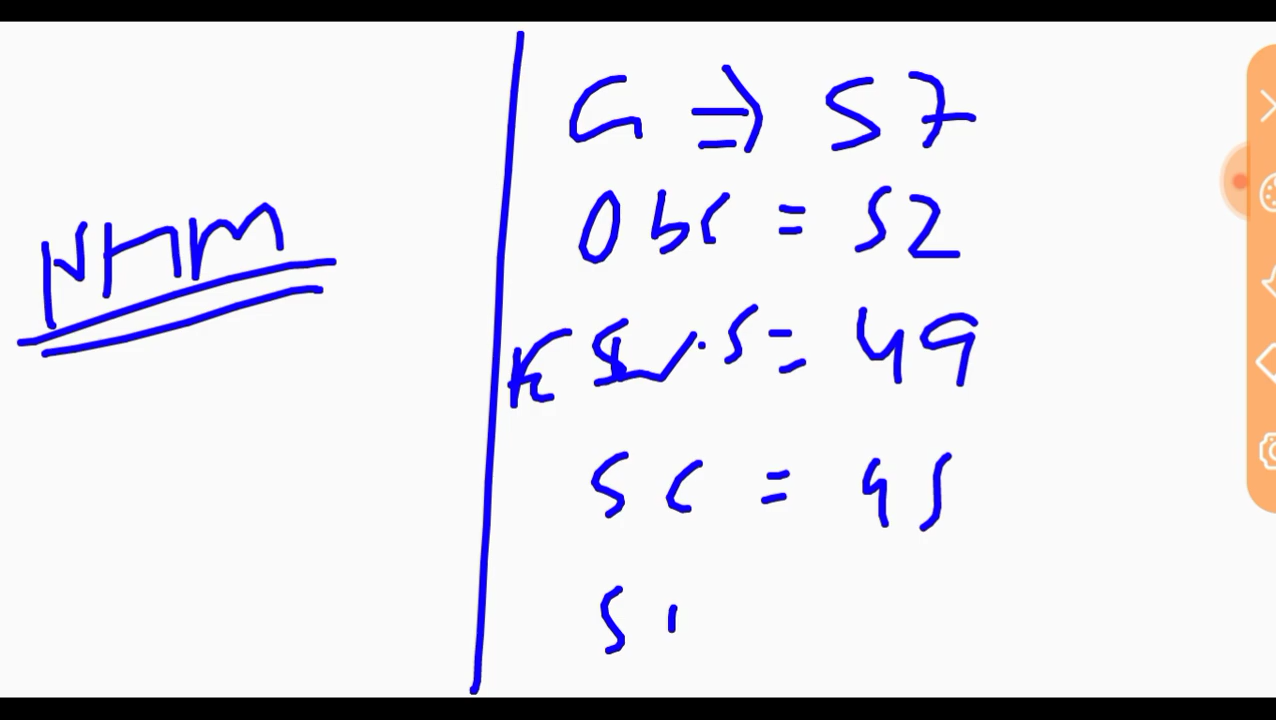 NHM
G ⇒ 57
Obc = 52
EWS = 49
SC = 45
S